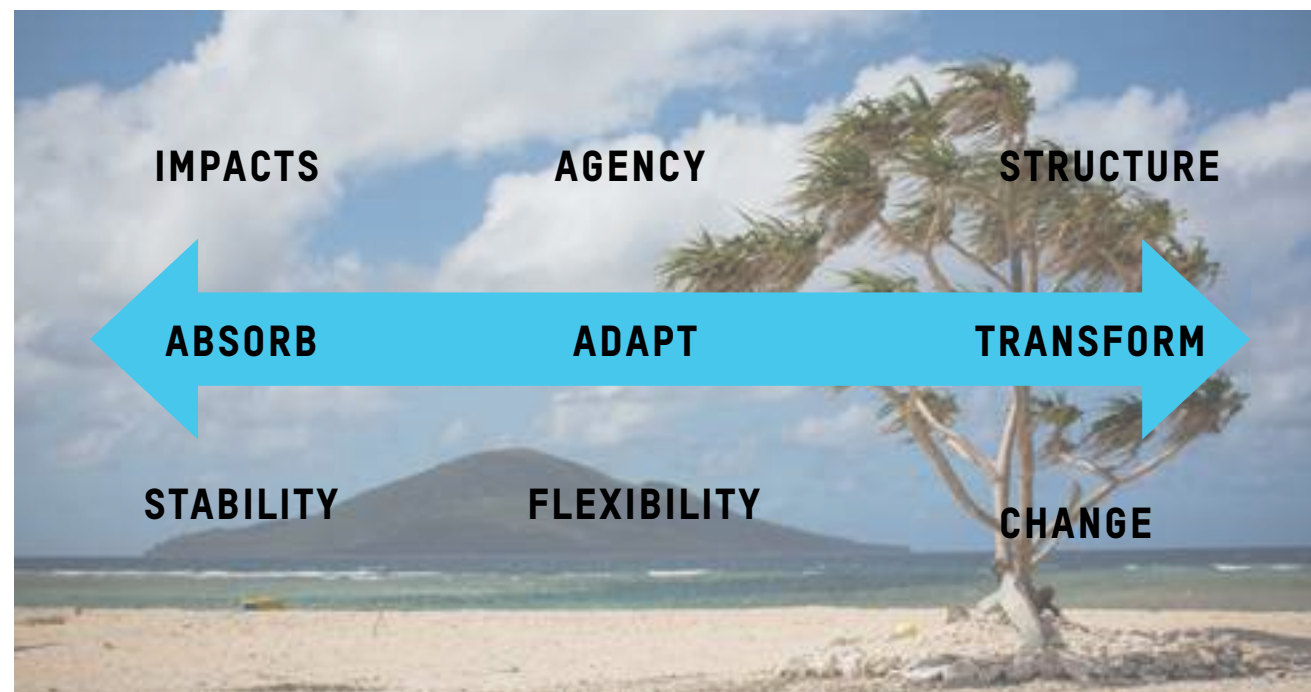 IMPACTS AGENCY STRUCTURE
ABSORB ADAPT TRANSFORM
STABILITY FLEXIBILITY CHANGE